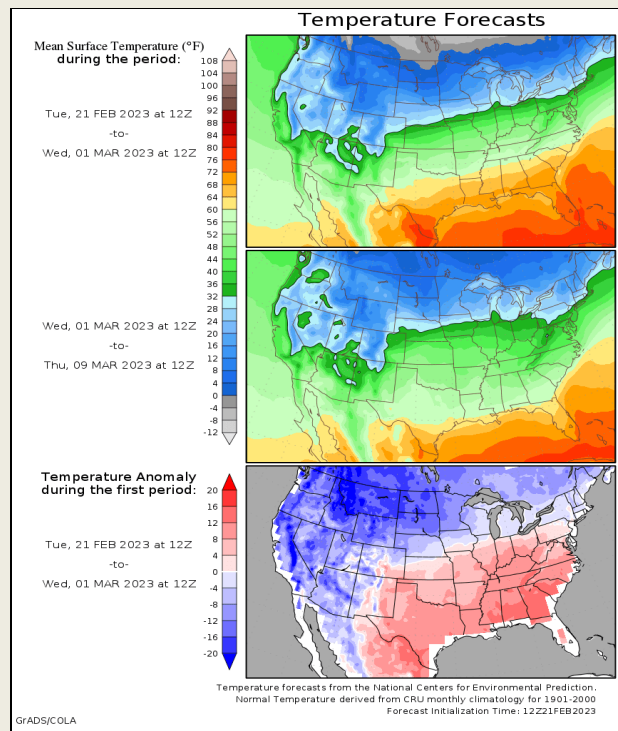 Temperature Forecasts
Mean Surface Temperature (°F)
during the period:
Tue, 21 FEB 2023 at 12Z
-to-
Wed, 01 MAR 2023 at 12Z
108
104
100
96
92
88
84
80
76
72
68
64
60
56
52
48
44
40
36
32
28
24
20
16
12
8
4
0
-4
-8
-12
Wed, 01 MAR 2023 at 12Z
-to-
Thu, 09 MAR 2023 at 12Z
Temperature Anomaly
during the first period:
Tue, 21 FEB 2023 at 12Z
-to-
Wed, 01 MAR 2023 at 12Z
20
16
12
8
4
0
-4
-8
-12
-16
-20
Temperature forecasts from the National Centers for Environmental Prediction.
Normal Temperature derived from CRU monthly climatology for 1901-2000
Forecast Initialization Time: 12Z21FEB2023
GrADS/COLA